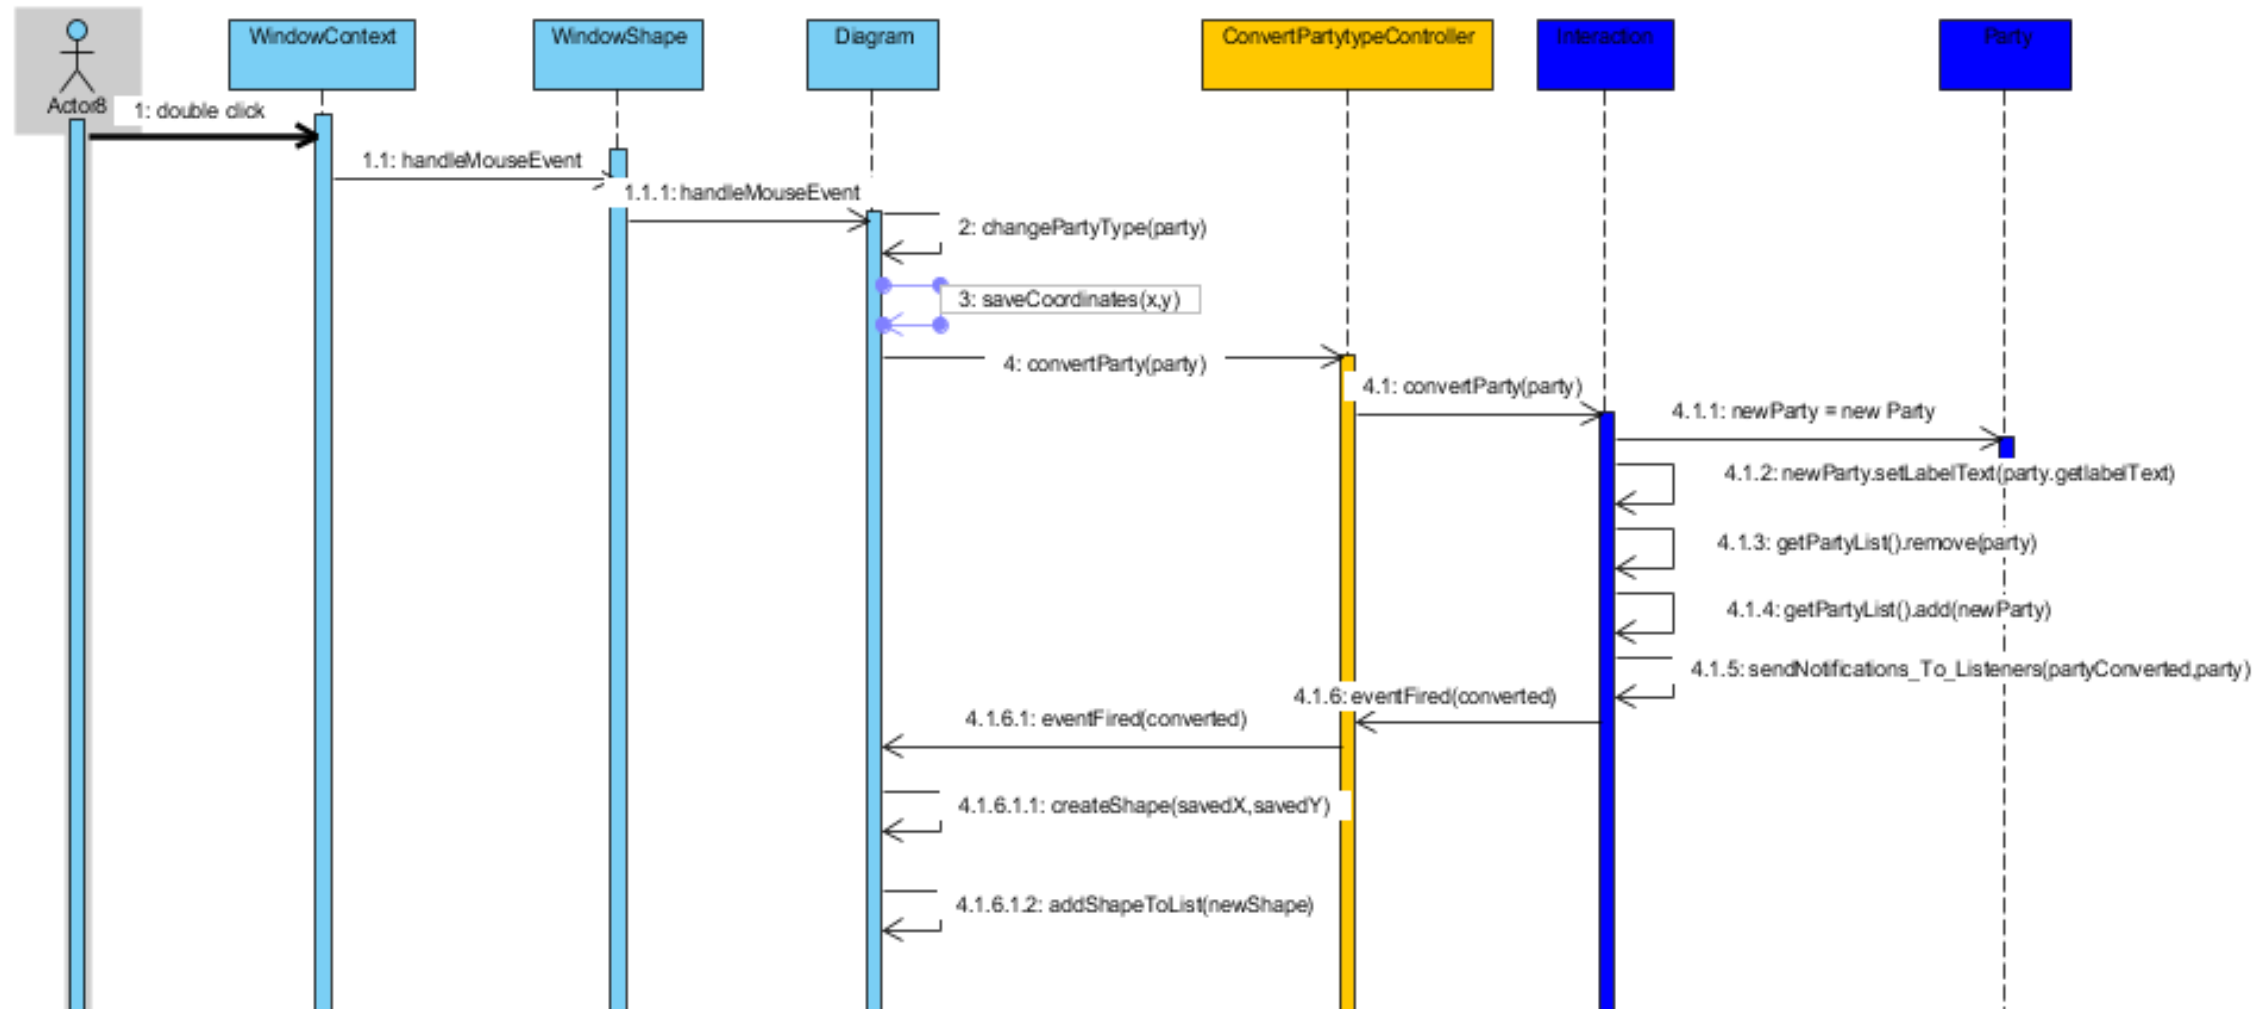 WindowContext
WindowShape
Diagram
ConvertPartytypeController
Interaction
Party
Actor8
1: double click
1.1: handleMouseEvent
1.1.1: handleMouseEvent
2: changePartyType(party)
3: saveCoordinates(x,y)
4: convertParty(party)
4.1: convertParty(party)
4.1.1: newParty = new Party
4.1.2: newParty.setLabelText(party.getlabelText)
4.1.3: getPartyList().remove(party)
4.1.4: getPartyList().add(newParty)
4.1.5: sendNotifications_To_Listeners(partyConverted,party)
4.1.6: eventFired(converted)
4.1.6.1: eventFired(converted)
4.1.6.1.1: createShape(savedX,savedY)
4.1.6.1.2: addShapeToList(newShape)